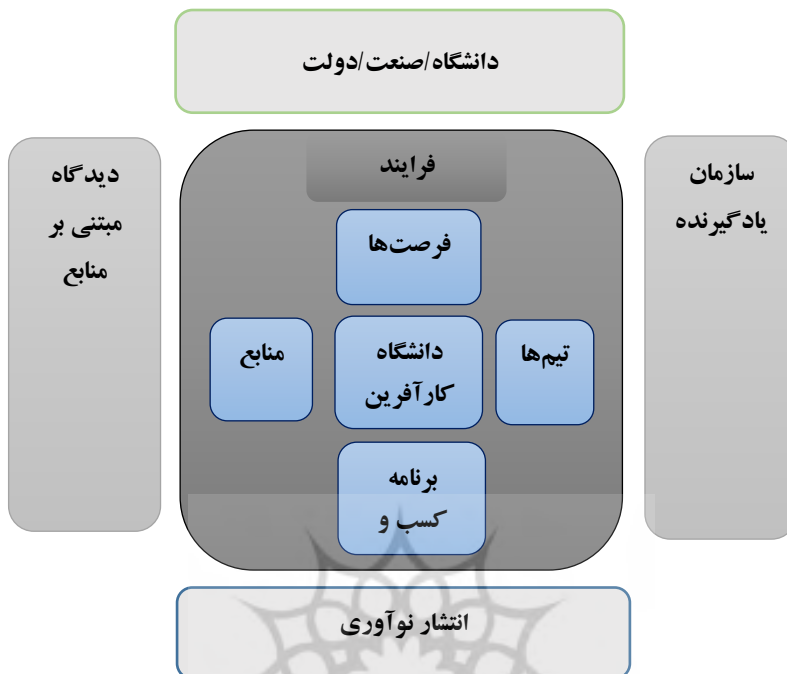 دانشگاه/صنعت/دولت
سازمان
یادگیرنده
فرایند
دیدگاه
مبتنی بر
منابع
فرصت‌ها
تیم‌ها
دانشگاه
کارآفرین
منابع
برنامه
کسب و
انتشار نوآوری